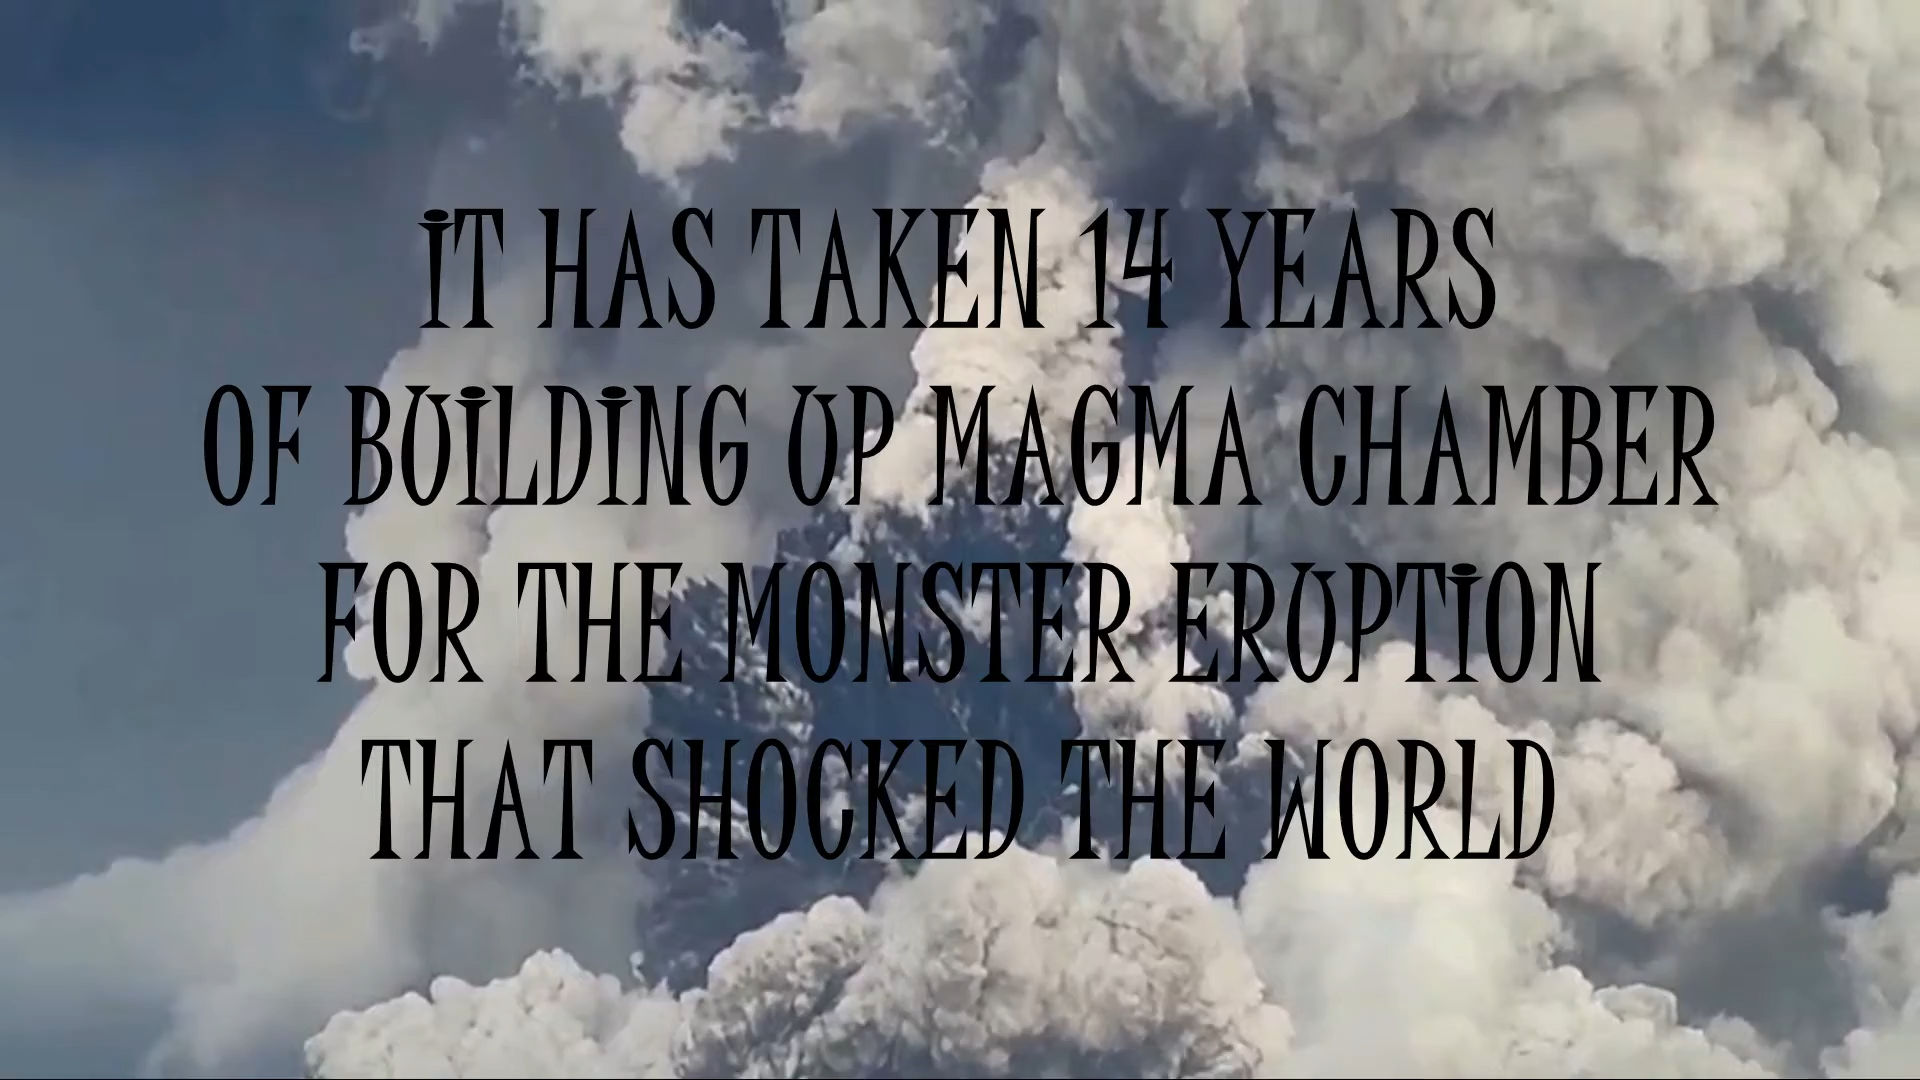 IT HAS TAKEN 14 YEARS
OF BUILDING UP MAGMA CHAMBER
FOR THE MONSTER ERUPTION
THAT SHOCKED THE WORLD